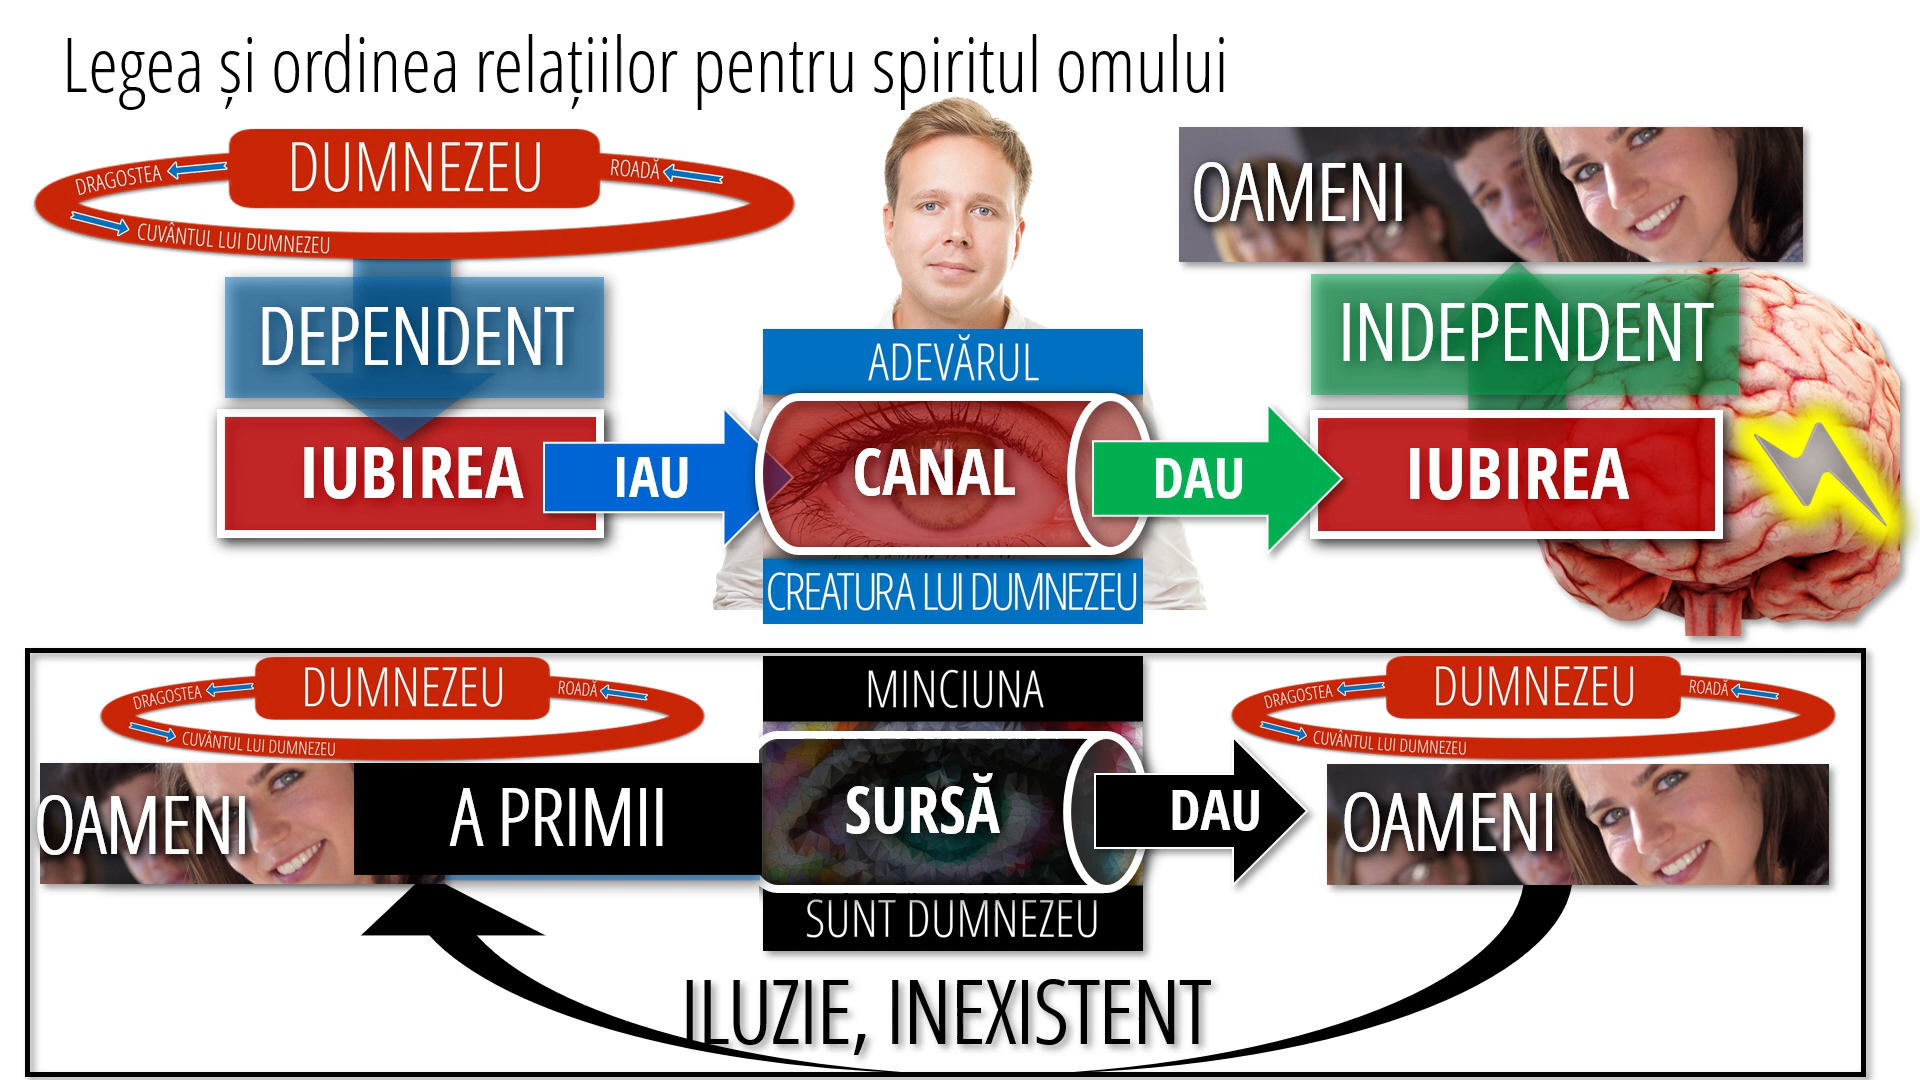 Legea și ordinea relațiilor pentru spiritul omului
DUMNEZEU
DRAGOSTEA
ROADĂ
CUVÂNTUL LUI DUMNEZEU
DEPENDENT
IUBIREA
IAU
ADEVĂRUL
CANAL
CREATURA LUI DUMNEZEU
DAU
OAMENI
INDEPENDENT
IUBIREA
DUMNEZEU
DRAGOSTEA
ROADĂ
CUVÂNTUL LUI DUMNEZEU
OAMENI
A PRIMII
MINCIUNA
SURSĂ
SUNT DUMNEZEU
DAU
DUMNEZEU
DRAGOSTEA
ROADĂ
CUVÂNTUL LUI DUMNEZEU
OAMENI
ILUZIE, INEXISTENT